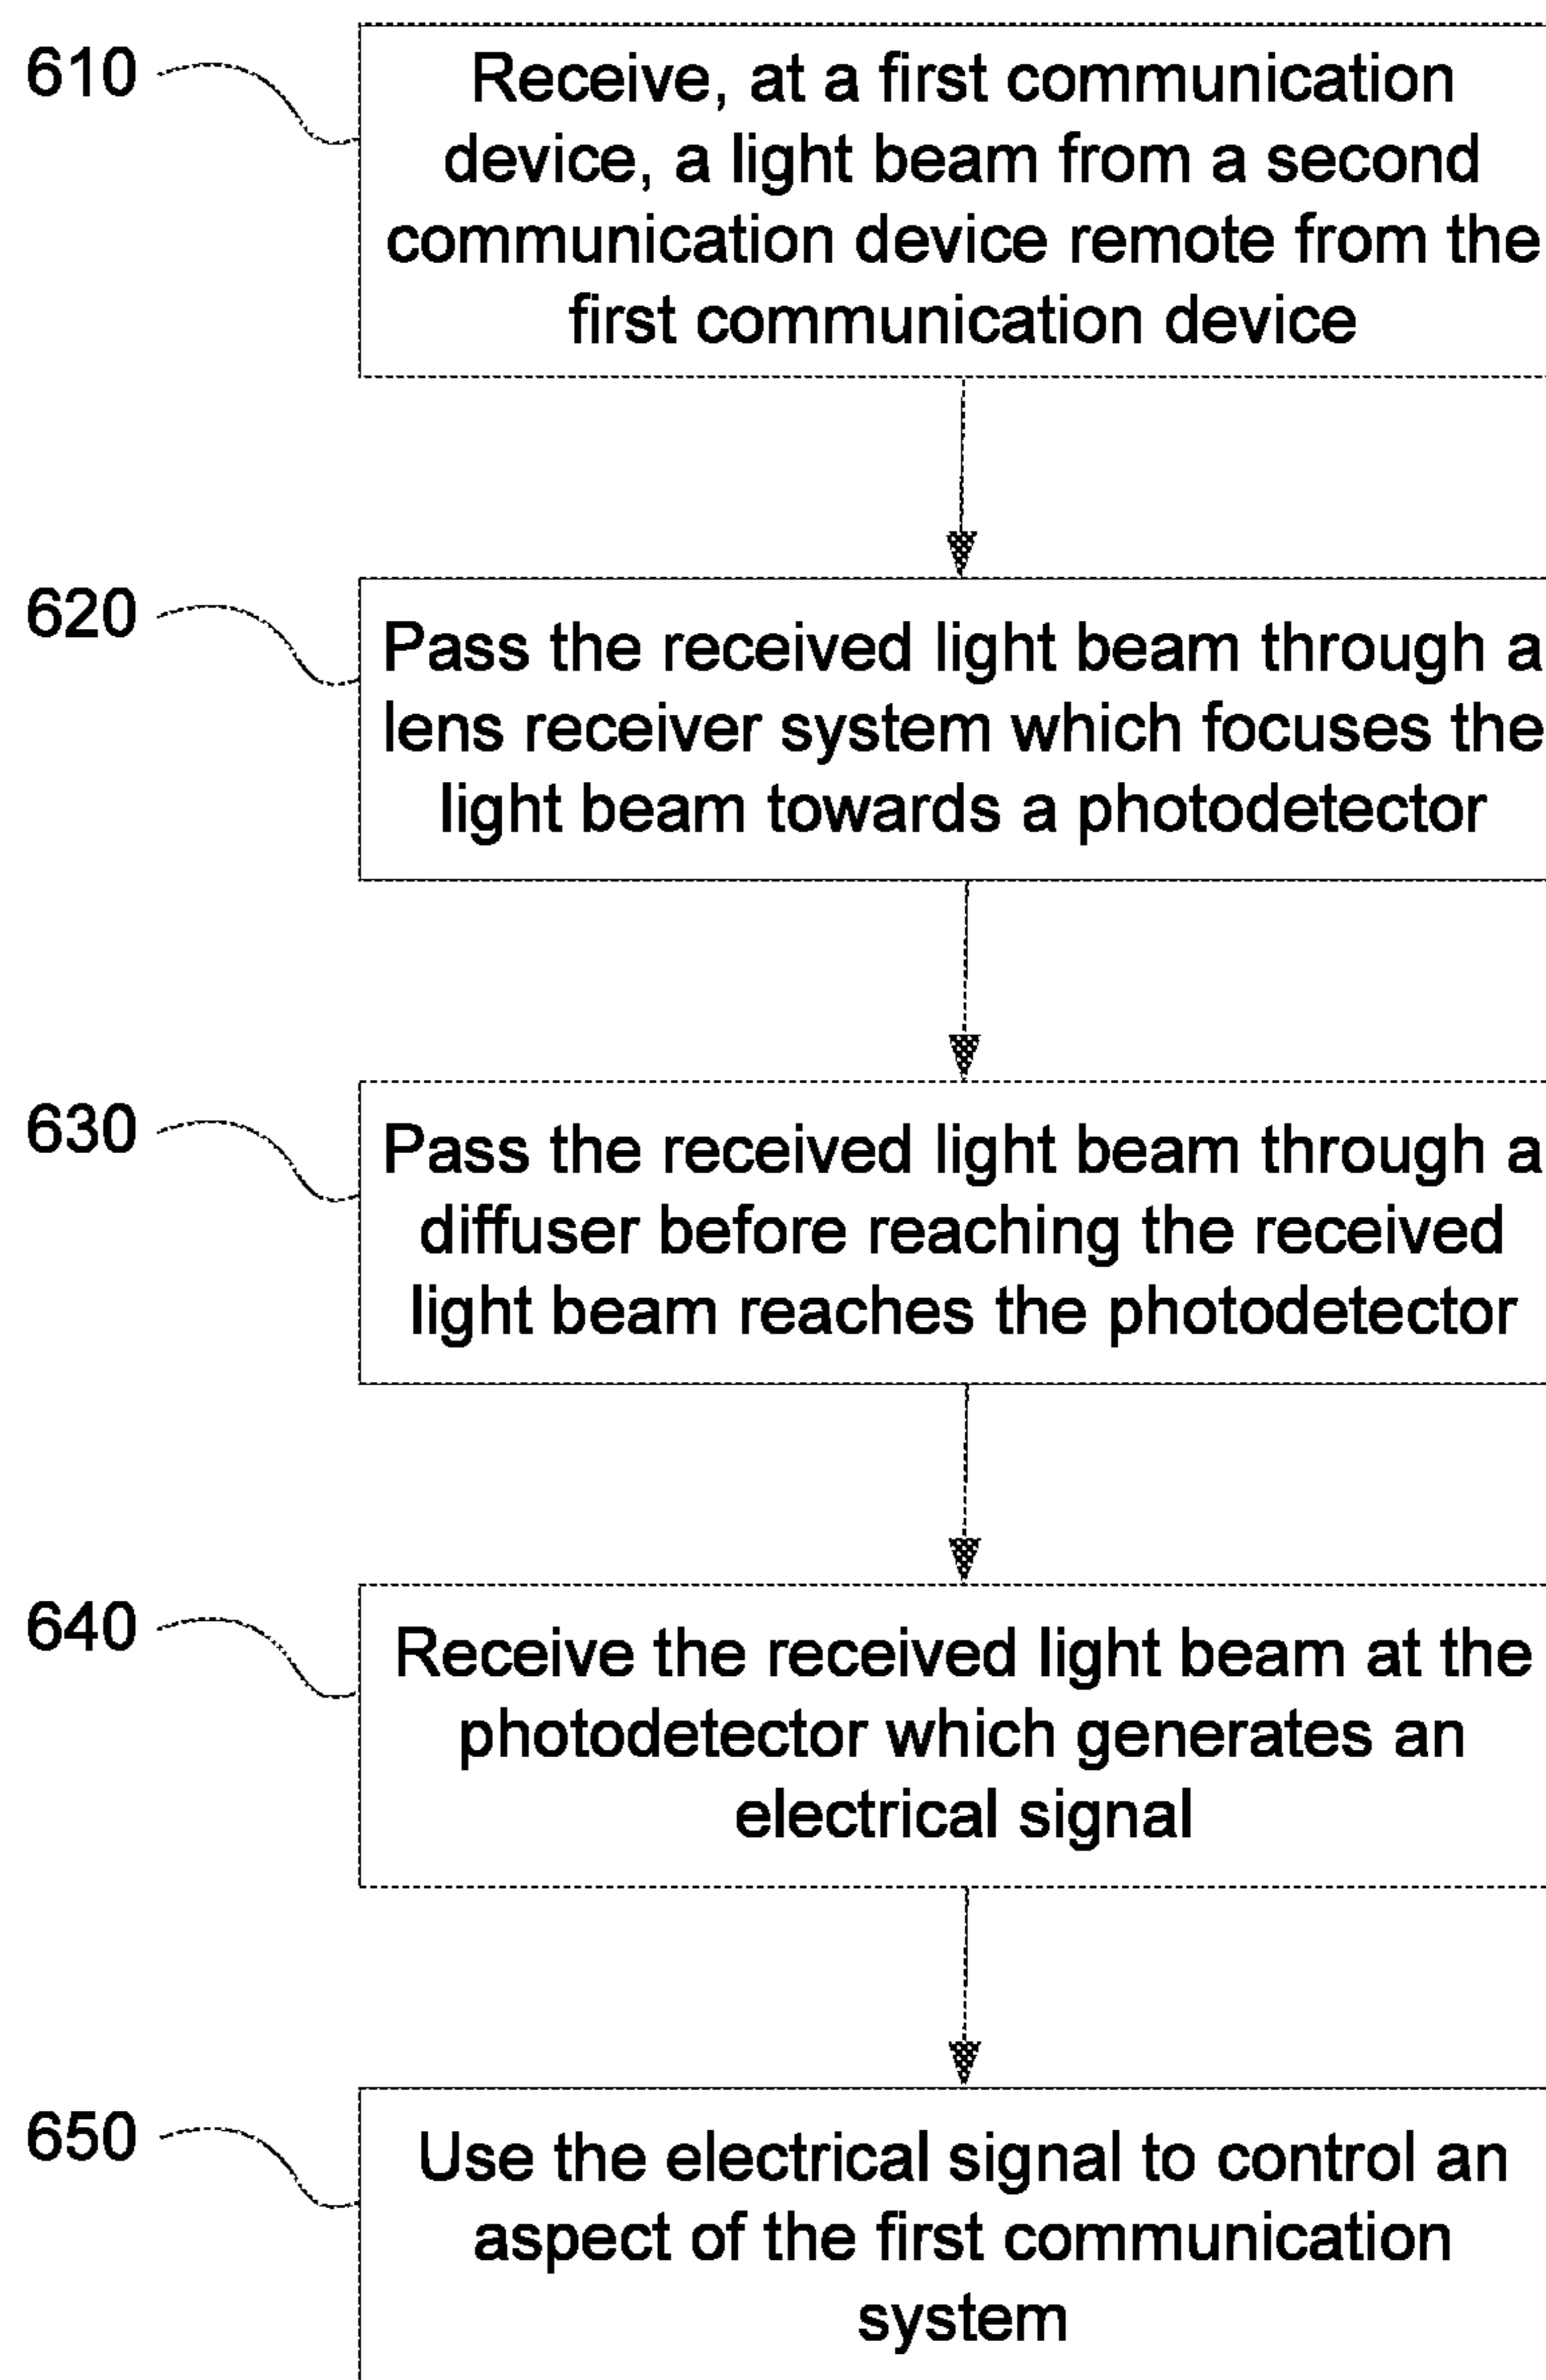 610
Receive, at a first communication
device, a light beam from a second
communication device remote from the
first communication device
620
Pass the received light beam through a
lens receiver system which focuses the
light beam towards a photodetector
630
Pass the received light beam through a
diffuser before reaching the received
light beam reaches the photodetector
640
Receive the received light beam at the
photodetector which generates an
electrical signal
650
Use the electrical signal to control an
aspect of the first communication
system